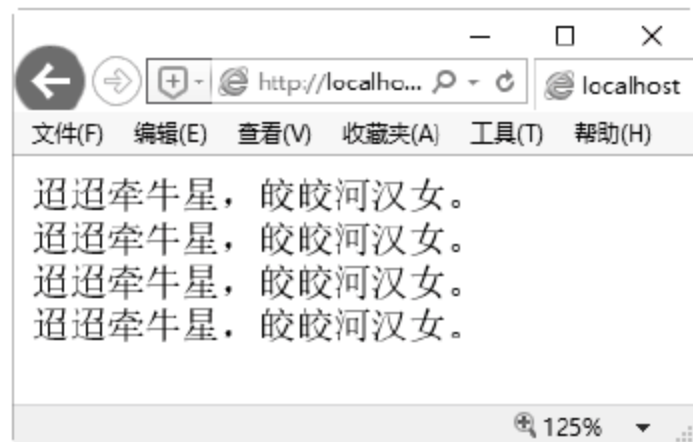 http://localho...
localhost
文件(F) 编辑(E) 查看(V) 收藏夹(A) 工具(T) 帮助(H)
迢迢牵牛星，皎皎河汉女。
迢迢牵牛星，皎皎河汉女。
迢迢牵牛星，皎皎河汉女。
迢迢牵牛星，皎皎河汉女。
125%